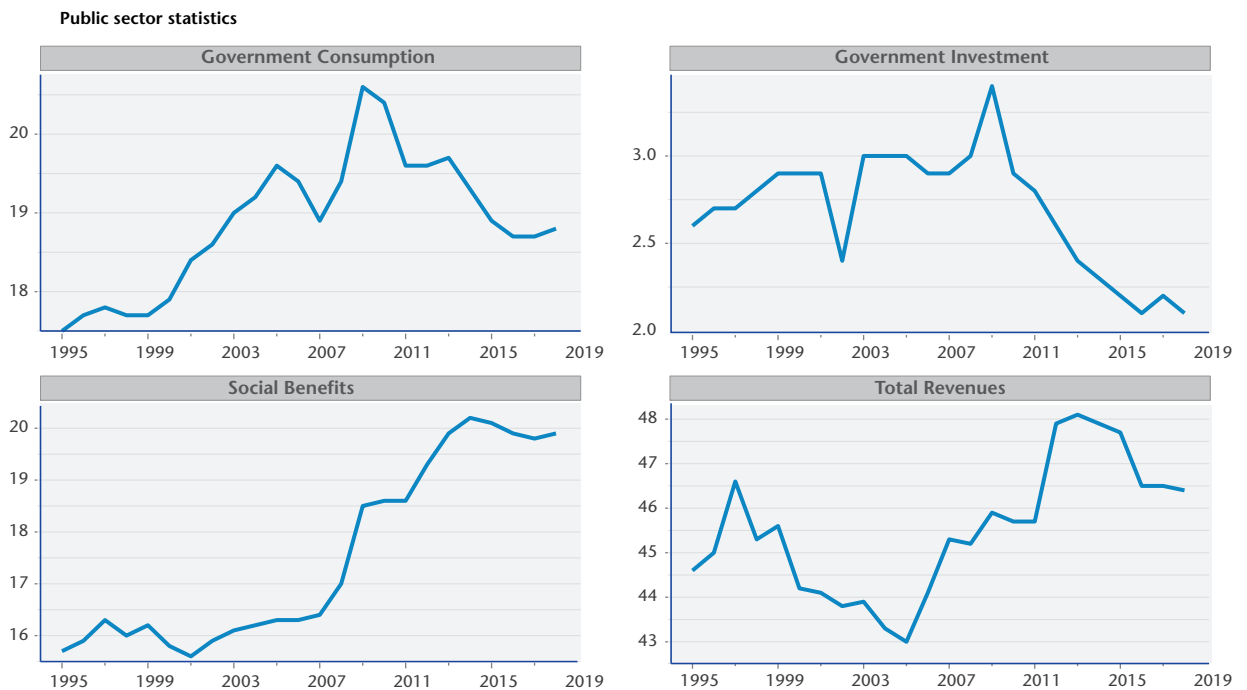 Public sector statistics
Government Consumption
20
19
18
1995 1999 2003 2007 2011 2015 2019
Government Investment
3.0
2.5
2.0
1995 1999 2003 2007 2011 2015 2019
Social Benefits
20
19
18
17
16
1995 1999 2003 2007 2011 2015 2019
Total Revenues
48
47
46
45
44
43
1995 1999 2003 2007 2011 2015 2019